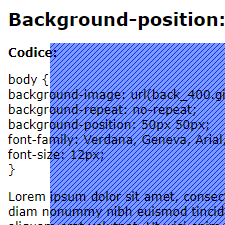 Background-position:
Codice:
body {
background-image: url(back_400.gi
background-repeat: no-repeat;
background-position: 50px 50px;
font-family: Verdana, Geneva, Arial,
font-size: 12px;
}
Lorem ipsum dolor sit amet, consec
diam nonummy nibh euismod tincid